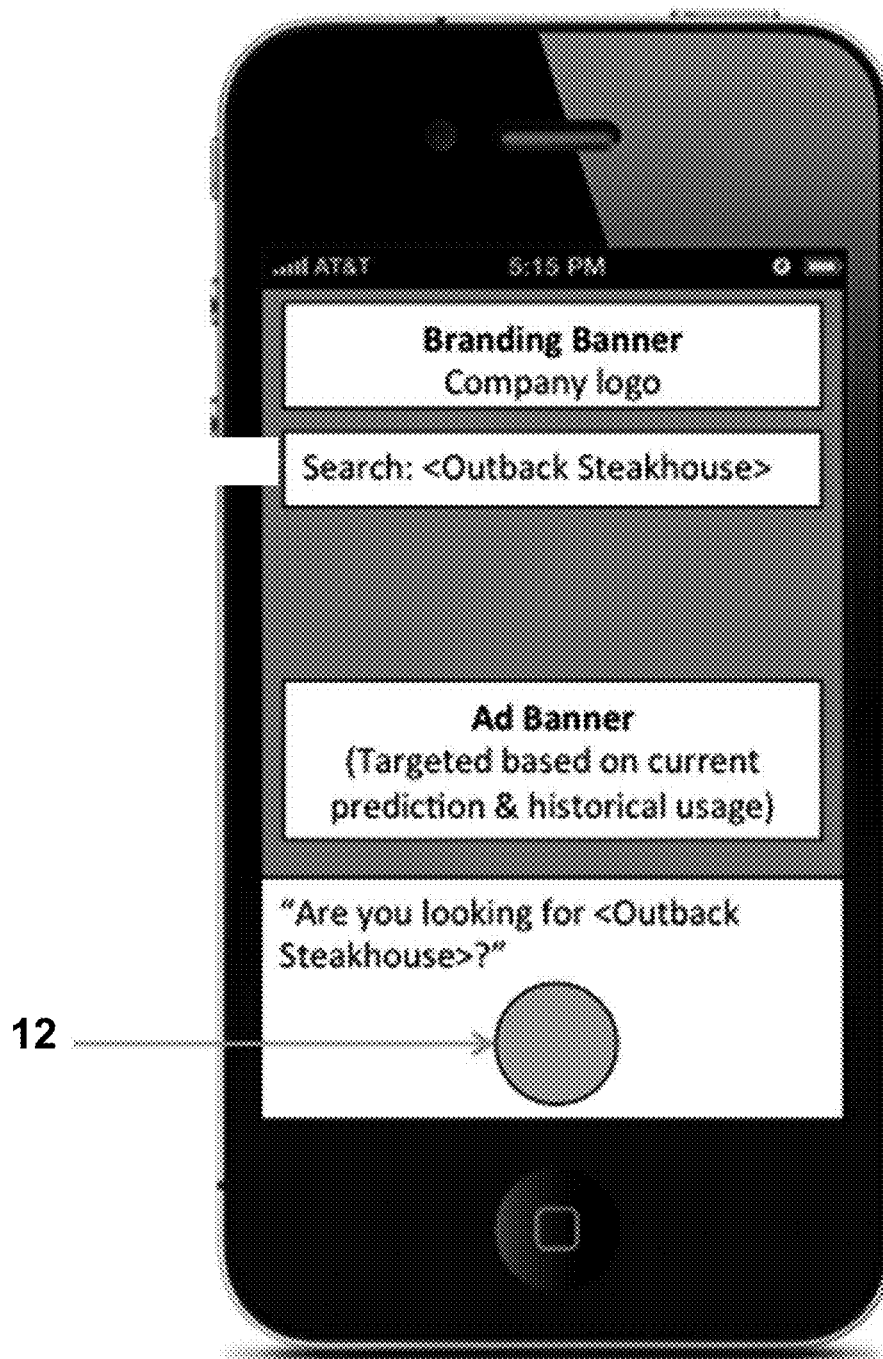 AT&T 5:15 PM
Branding Banner
Company logo
Search: <Outback Steakhouse>
Ad Banner
(Targeted based on current
prediction & historical usage)
“Are you looking for <Outback
Steakhouse>?”
12